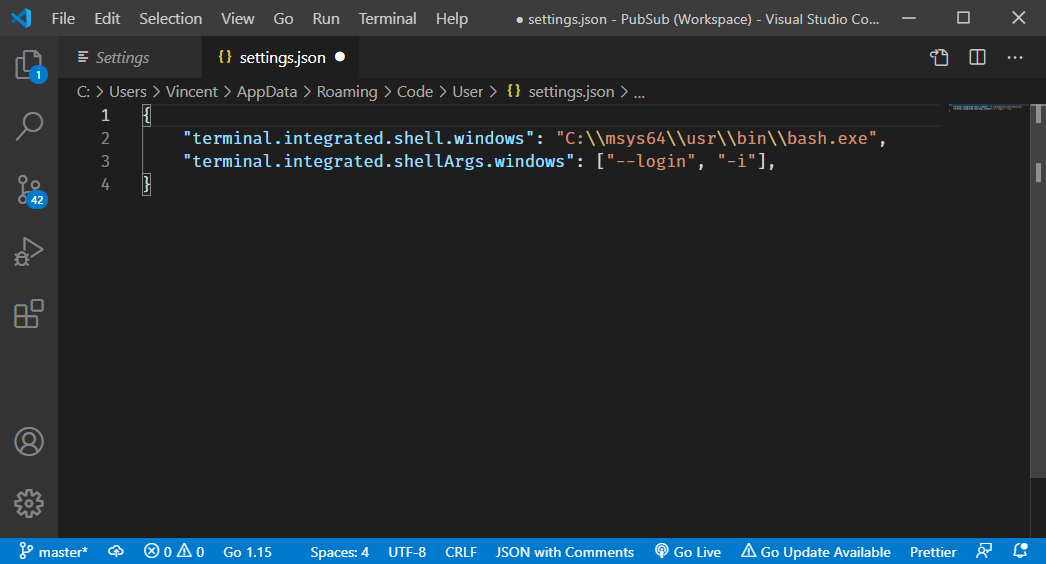 File Edit Selection View Go Run Terminal Help ● settings.json - PubSub (Workspace) - Visual Studio Co...
Settings {} settings.json ●
C: > Users > Vincent > AppData > Roaming > Code > User > {} settings.json > ...
1 {
2 "terminal.integrated.shell.windows": "C:\\msys64\\usr\\bin\\bash.exe",
3 "terminal.integrated.shellArgs.windows": ["--login", "-i"],
4 }
1
42
master* 0 0 Go 1.15 Spaces: 4 UTF-8 CRLF JSON with Comments Go Live Go Update Available Prettier